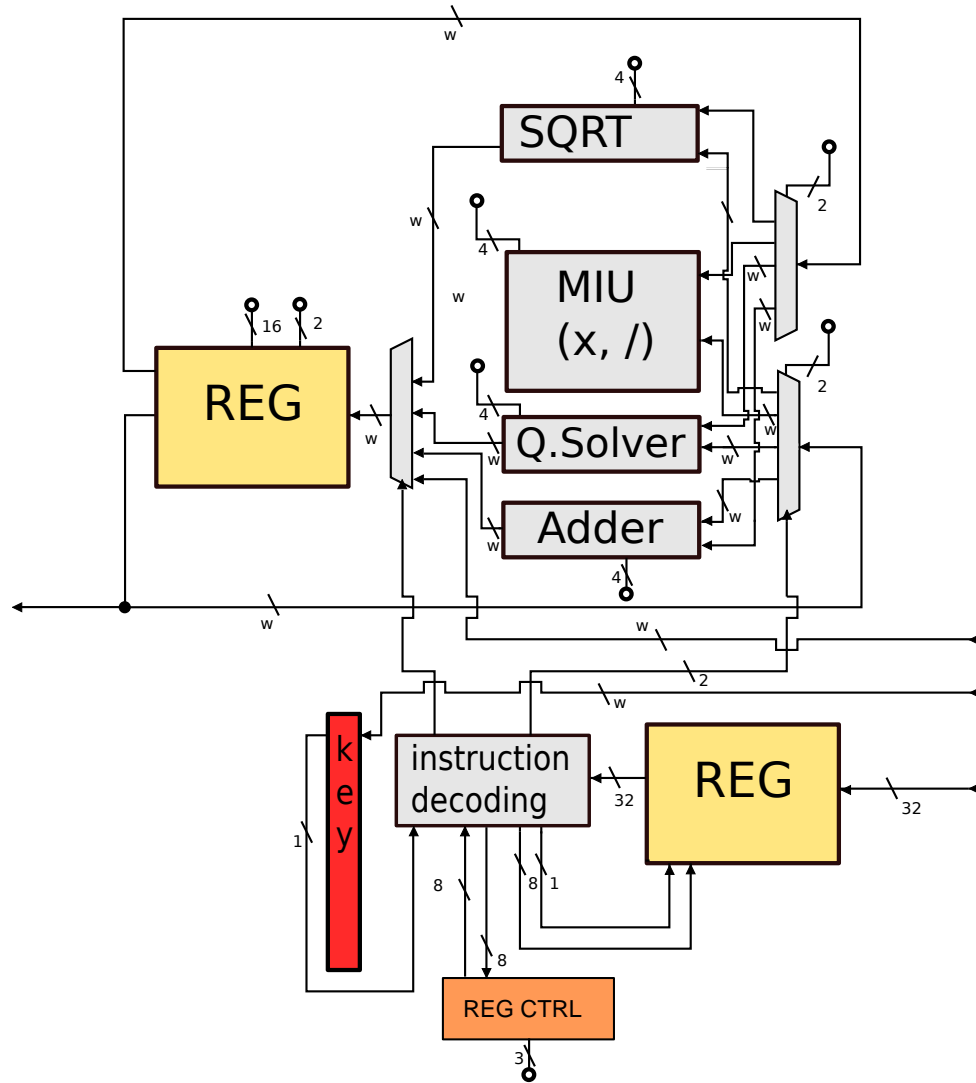 w
4
SQRT
2
w
w
4
MIU
(x, /)
w
w
16
2
2
REG
4
w
w
Q.Solver
w
w
w
Adder
w
4
w
w
2
w
k
e
y
instruction
decoding
REG
32
32
1
8
8
1
8
REG CTRL
3